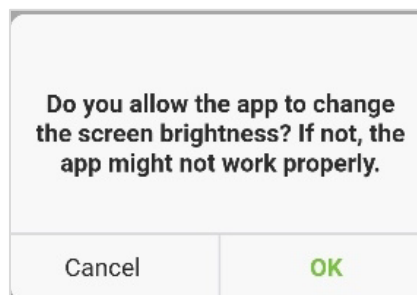 Do you allow the app to change
the screen brightness? If not, the
app might not work properly.
Cancel
OK